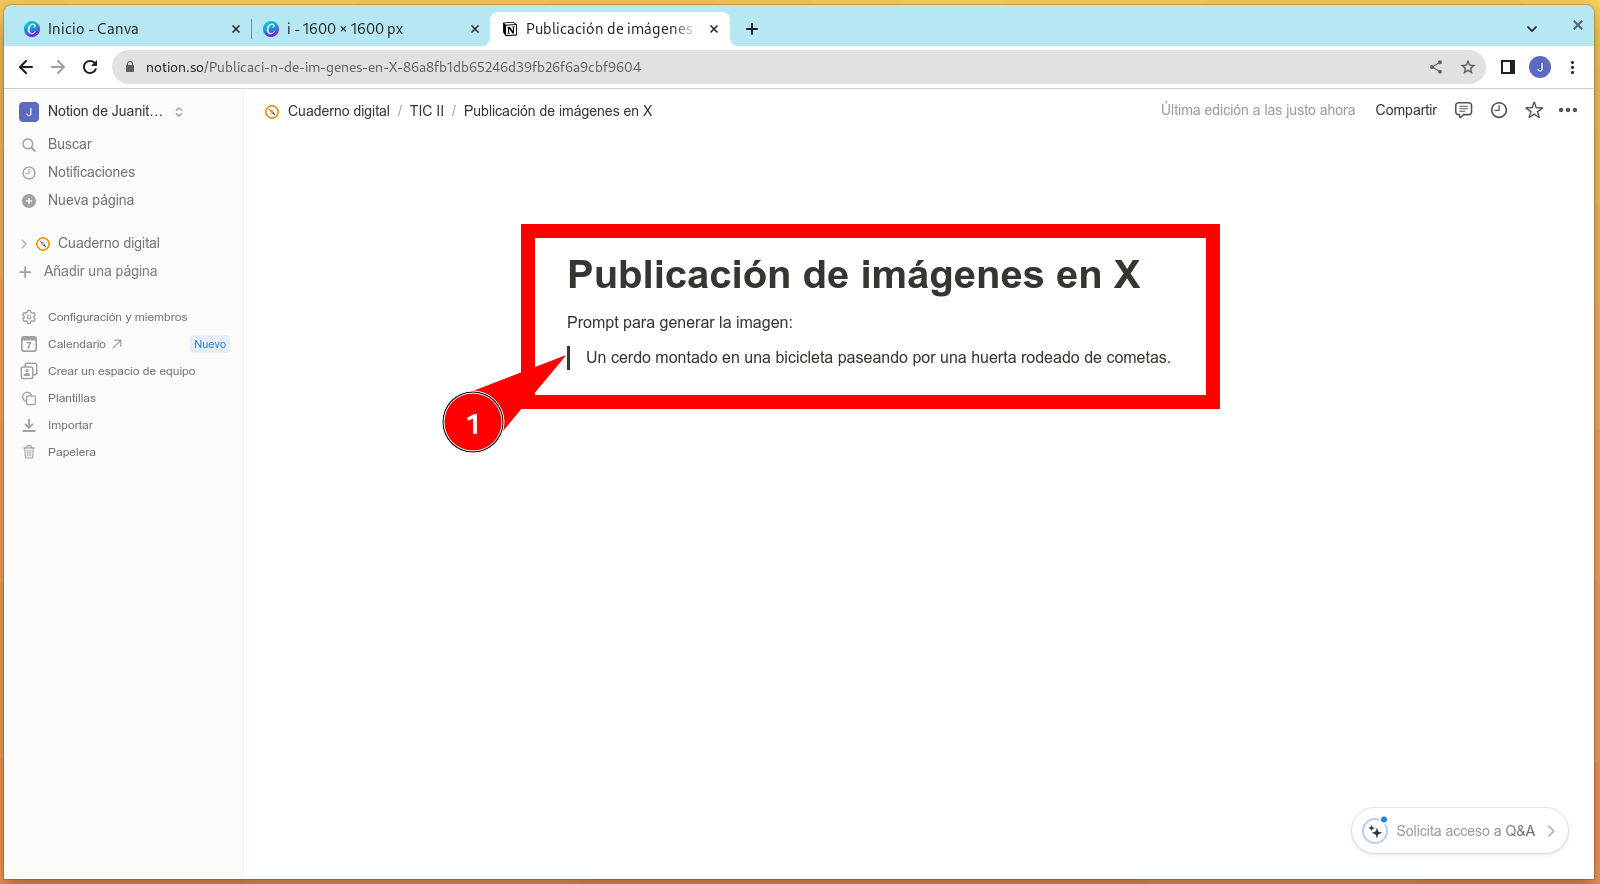 Inicio - Canva
i - 1600 × 1600 px
Publicación de imágenes
notion.so/Publicaci-n-de-im-genes-en-X-86a8fb1db65246d39fb26f6a9cbf9604
J
J
Notion de Juanit...
Cuaderno digital / TIC II / Publicación de imágenes en X
Última edición a las justo ahora
Compartir
Buscar
Notificaciones
Nueva página
Cuaderno digital
Añadir una página
Configuración y miembros
7
Calendario
Nuevo
Crear un espacio de equipo
Plantillas
Importar
Papelera
Publicación de imágenes en X
Prompt para generar la imagen:
Un cerdo montado en una bicicleta paseando por una huerta rodeado de cometas.
1
Solicita acceso a Q&A